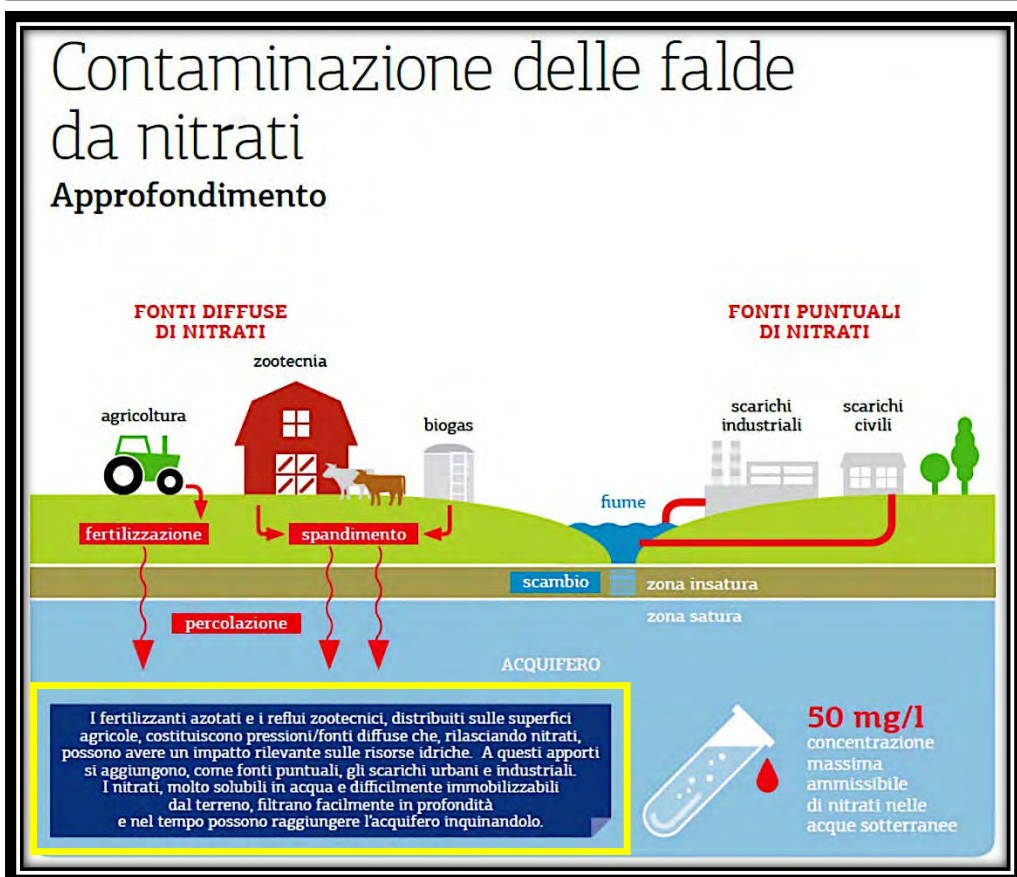 Contaminazione delle falde
da nitrati
Approfondimento
FONTI DIFFUSE
DI NITRATI
zootecnia
agricoltura
biogas
fertilizzazione
spandimento
percolazione
FONTI PUNTUALI
DI NITRATI
scarichi
industriali
scarichi
civili
fiume
scambio
zona insatura
zona satura
ACQUIFERO
I fertilizzanti azotati e i reflui zootecnici, distribuiti sulle superfici
agricole, costituiscono pressioni/fonti diffuse che, rilasciando nitrati,
possono avere un impatto rilevante sulle risorse idriche. A questi apporti
si aggiungono, come fonti puntuali, gli scarichi urbani e industriali.
I nitrati, molto solubili in acqua e difficilmente immobilizzabili
dal terreno, filtrano facilmente in profondità
e nel tempo possono raggiungere l'acquifero inquinandolo.
50 mg/l
concentrazione
massima
ammissibile
di nitrati nelle
acque sotterranee